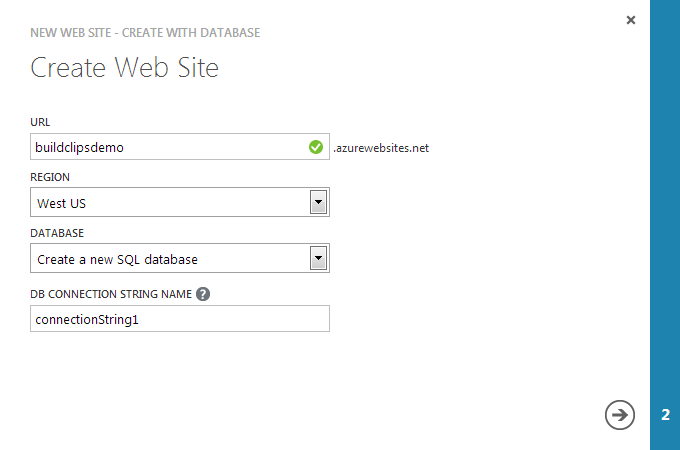 NEW WEB SITE - CREATE WITH DATABASE
Create Web Site
URL
buildclipsdemo .azurewebsites.net
REGION
West US
DATABASE
Create a new SQL database
DB CONNECTION STRING NAME ?
connectionString1
2